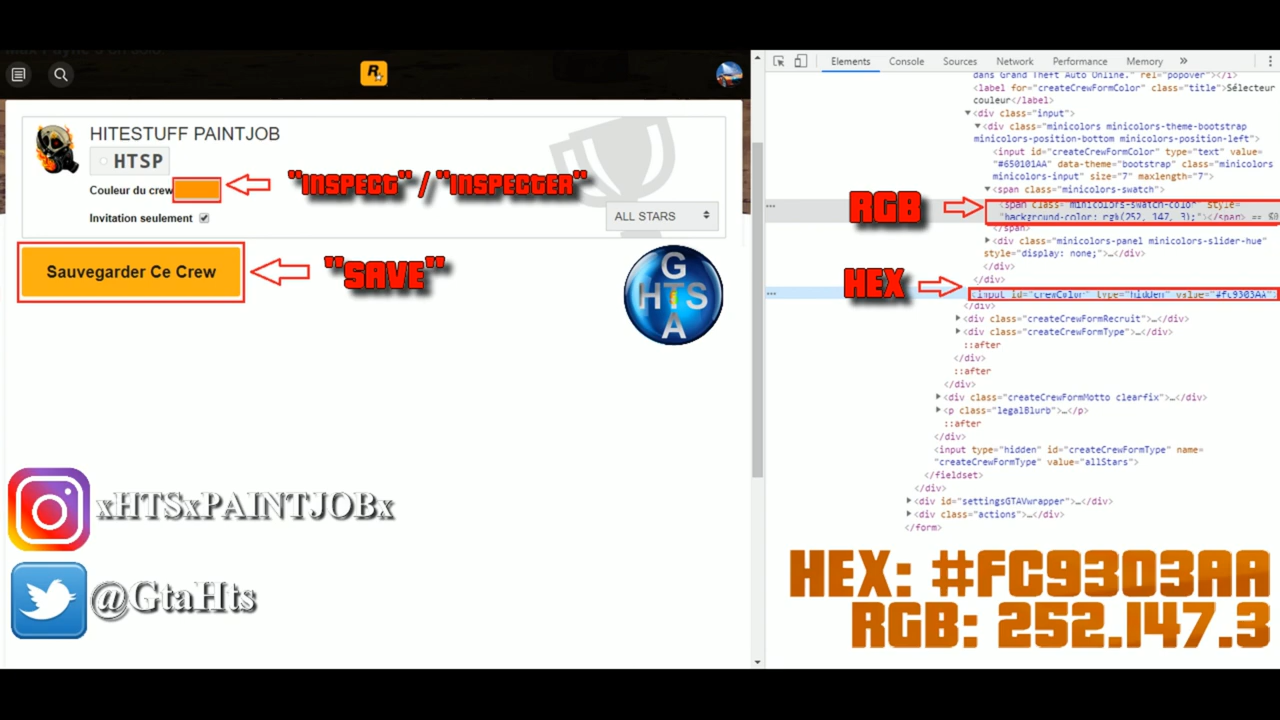 R
HITESTUFF PAINTJOB
HTSP
Couleur du crew
"INSPECT" / "INSPECTER"
Invitation seulement
ALL STARS
Sauvegarder Ce Crew
"SAVE"
G
HTS
A
xHTSxPAINTJOBx
@GtaHts
Elements Console Sources Network Performance Memory »
dans Grand Theft Auto Online." rel="popover"></i>
<label for="createCrewFormColor" class="title">Sélecteur
couleur</label>
▼<div class="input">
▼<div class="minicolors minicolors-theme-bootstrap
minicolors-position-bottom minicolors-position-left">
<input id="createCrewFormColor" type="text" value=
"#650101AA" data-theme="bootstrap" class="minicolors
minicolors-input" size="7" maxlength="7">
▼<span class="minicolors-swatch">
RGB
<span class="minicolors-swatch-color" style=
"background-color: rgb(252, 147, 3);"></span> == $0
</span>
▶<div class="minicolors-panel minicolors-slider-hue"
style="display: none;">…</div>
</div>
</div>
HEX
<input id="crewColor" type="hidden" value="#fc9303AA">
</div>
▶<div class="createCrewFormRecruit">…</div>
▶<div class="createCrewFormType">…</div>
::after
</div>
::after
</div>
▶<div class="createCrewFormMotto clearfix">…</div>
▶<p class="legalBlurb">…</p>
::after
</div>
<input type="hidden" id="createCrewFormType" name=
"createCrewFormType" value="allStars">
</fieldset>
</div>
▶<div id="settingsGTAVwrapper">…</div>
▶<div class="actions">…</div>
</form>
HEX: #FC9303AA
RGB: 252.147.3